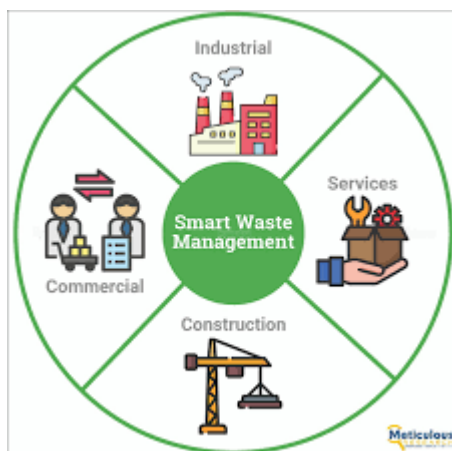 Industrial
Services
Smart Waste
Management
Commercial
Construction
Meticulous